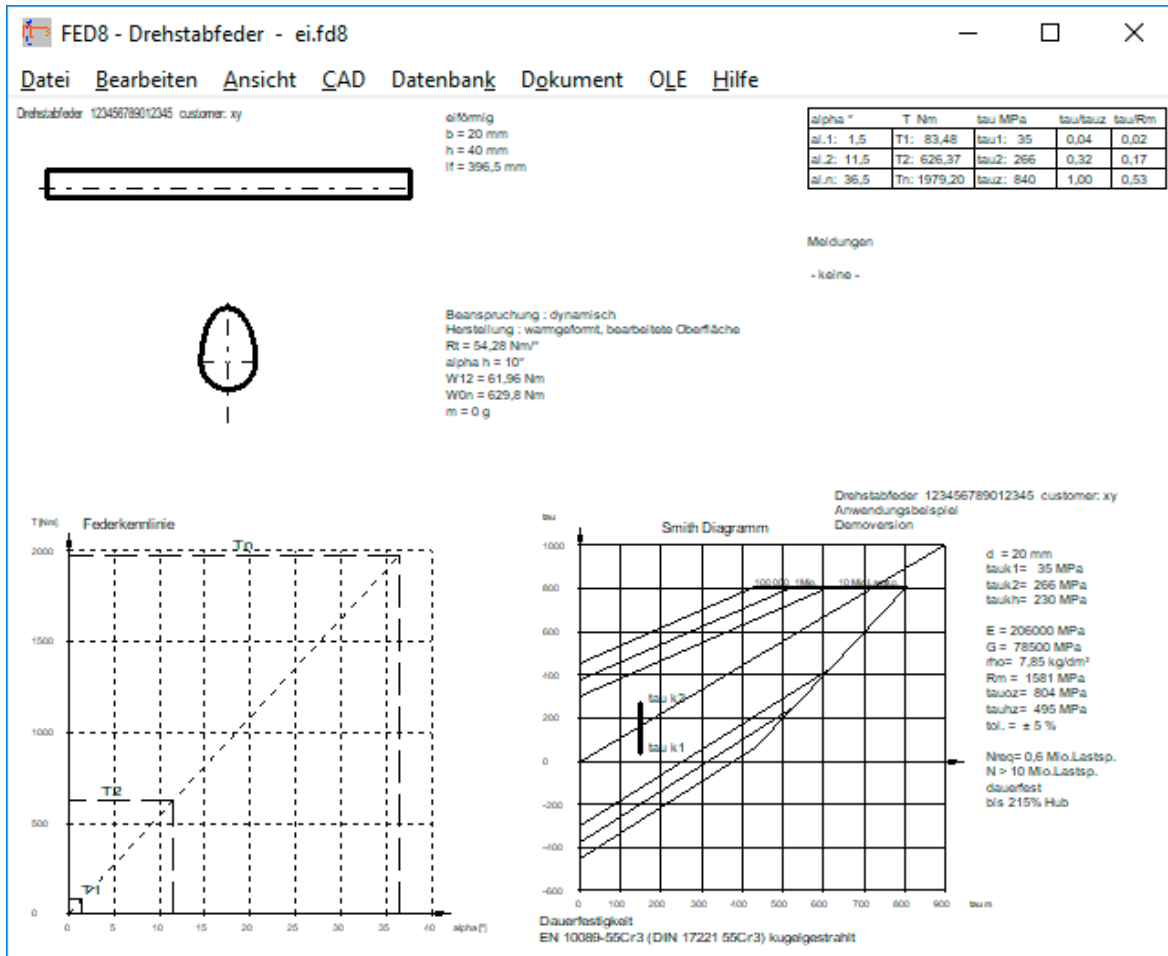 FED8 - Drehstabfeder - ei.fd8
Datei Bearbeiten Ansicht CAD Datenbank Dokument OLE Hilfe
Drehstabfeder 123456789012345 customer: xy
eiförmig
b = 20 mm
h = 40 mm
lf = 396,5 mm
alpha ° T Nm tau MPa tau/tauz tau/Rm
al.1: 1,5 T1: 83,48 tau1: 35 0,04 0,02
al.2: 11,5 T2: 626,37 tau2: 266 0,32 0,17
al.n: 36,5 Tn: 1979,20 tauz: 840 1,00 0,53
Meldungen
- keine -
Beanspruchung : dynamisch
Herstellung : warmgeformt, bearbeitete Oberfläche
Rt = 54,28 Nm/°
alpha h = 10°
W12 = 61,96 Nm
W0n = 629,8 Nm
m = 0 g
T [Nm] Federkennlinie
Tn
2000
1500
1000
T2
500
T1
0
0 5 10 15 20 25 30 35 40 alpha [°]
Drehstabfeder 123456789012345 customer: xy
Anwendungsbeispiel
Demoversion
tau
Smith Diagramm
1000
100.000 1Mio. 10 Mio.Lastsp.
800
600
400
tau k2
200
tau k1
0
-200
-400
-600
0 100 200 300 400 500 600 700 800 900 tau m
d = 20 mm
tauk1= 35 MPa
tauk2= 266 MPa
taukh= 230 MPa
E = 206000 MPa
G = 78500 MPa
rho= 7,85 kg/dm³
Rm = 1581 MPa
tauoz= 804 MPa
tauhz= 495 MPa
tol. = ± 5 %
Nreq= 0,6 Mio.Lastsp.
N > 10 Mio.Lastsp.
dauerfest
bis 215% Hub
Dauerfestigkeit
EN 10089-55Cr3 (DIN 17221 55Cr3) kugelgestrahlt